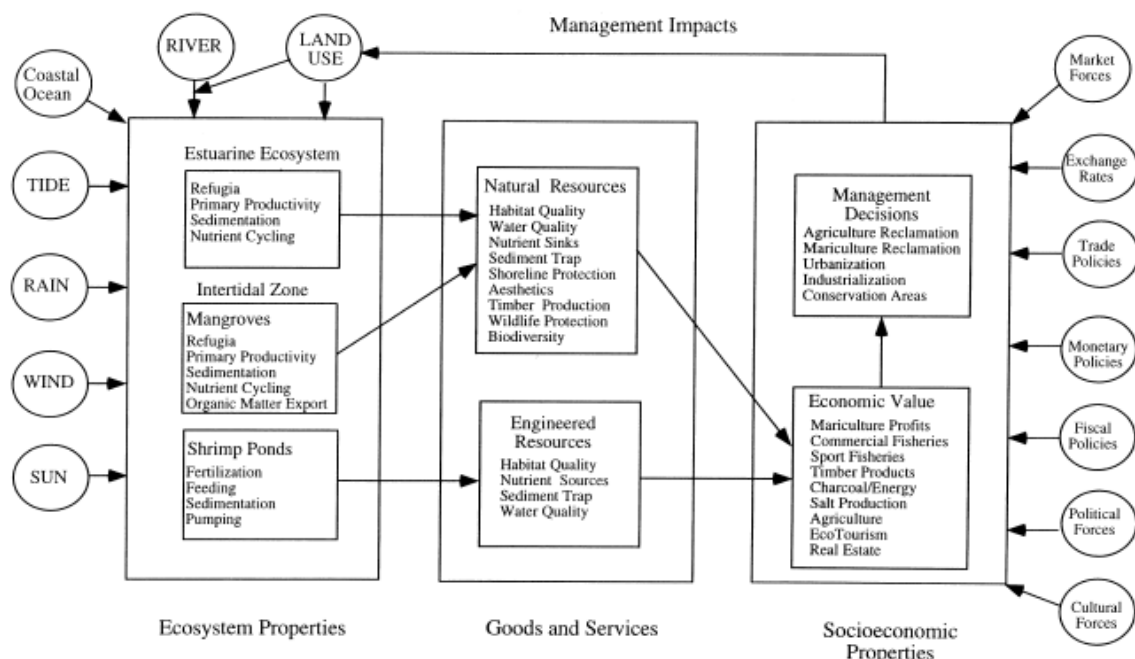 Management Impacts
RIVER
LAND
USE
Coastal
Ocean
TIDE
RAIN
WIND
SUN
Estuarine Ecosystem
Refugia
Primary Productivity
Sedimentation
Nutrient Cycling
Intertidal Zone
Mangroves
Refugia
Primary Productivity
Sedimentation
Nutrient Cycling
Organic Matter Export
Shrimp Ponds
Fertilization
Feeding
Sedimentation
Pumping
Ecosystem Properties
Natural Resources
Habitat Quality
Water Quality
Nutrient Sinks
Sediment Trap
Shoreline Protection
Aesthetics
Timber Production
Wildlife Protection
Biodiversity
Engineered
Resources
Habitat Quality
Nutrient Sources
Sediment Trap
Water Quality
Goods and Services
Management
Decisions
Agriculture Reclamation
Mariculture Reclamation
Urbanization
Industrialization
Conservation Areas
Economic Value
Mariculture Profits
Commercial Fisheries
Sport Fisheries
Timber Products
Charcoal/Energy
Salt Production
Agriculture
EcoTourism
Real Estate
Socioeconomic
Properties
Market
Forces
Exchange
Rates
Trade
Policies
Monetary
Policies
Fiscal
Policies
Political
Forces
Cultural
Forces